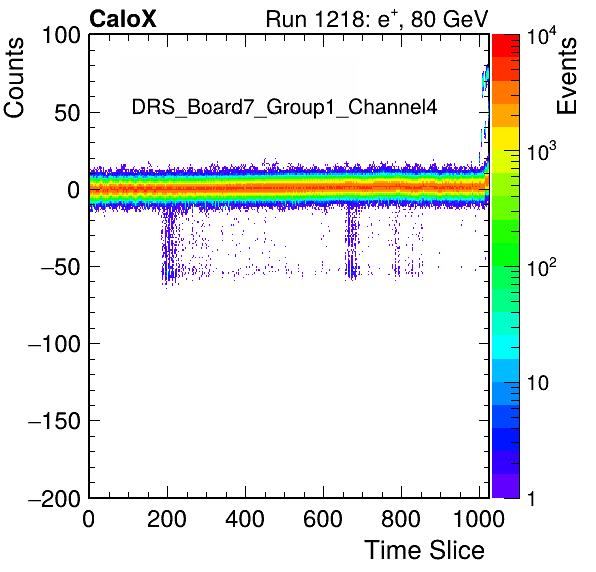 CaloX Run 1218: e⁺, 80 GeV
Counts
Events
DRS_Board7_Group1_Channel4
100
50
0
−50
−100
−150
−200
0 200 400 600 800 1000
Time Slice
10⁴
10³
10²
10
1